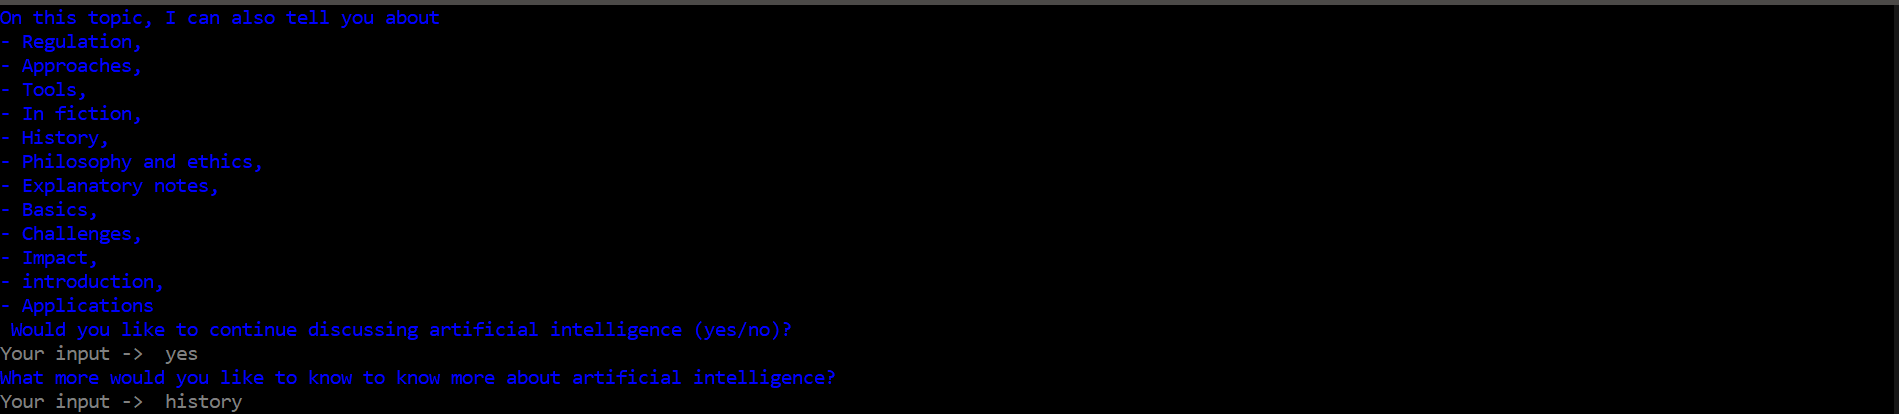 On this topic, I can also tell you about
- Regulation,
- Approaches,
- Tools,
- In fiction,
- History,
- Philosophy and ethics,
- Explanatory notes,
- Basics,
- Challenges,
- Impact,
- introduction,
- Applications
Would you like to continue discussing artificial intelligence (yes/no)?
Your input ->  yes
What more would you like to know to know more about artificial intelligence?
Your input ->  history